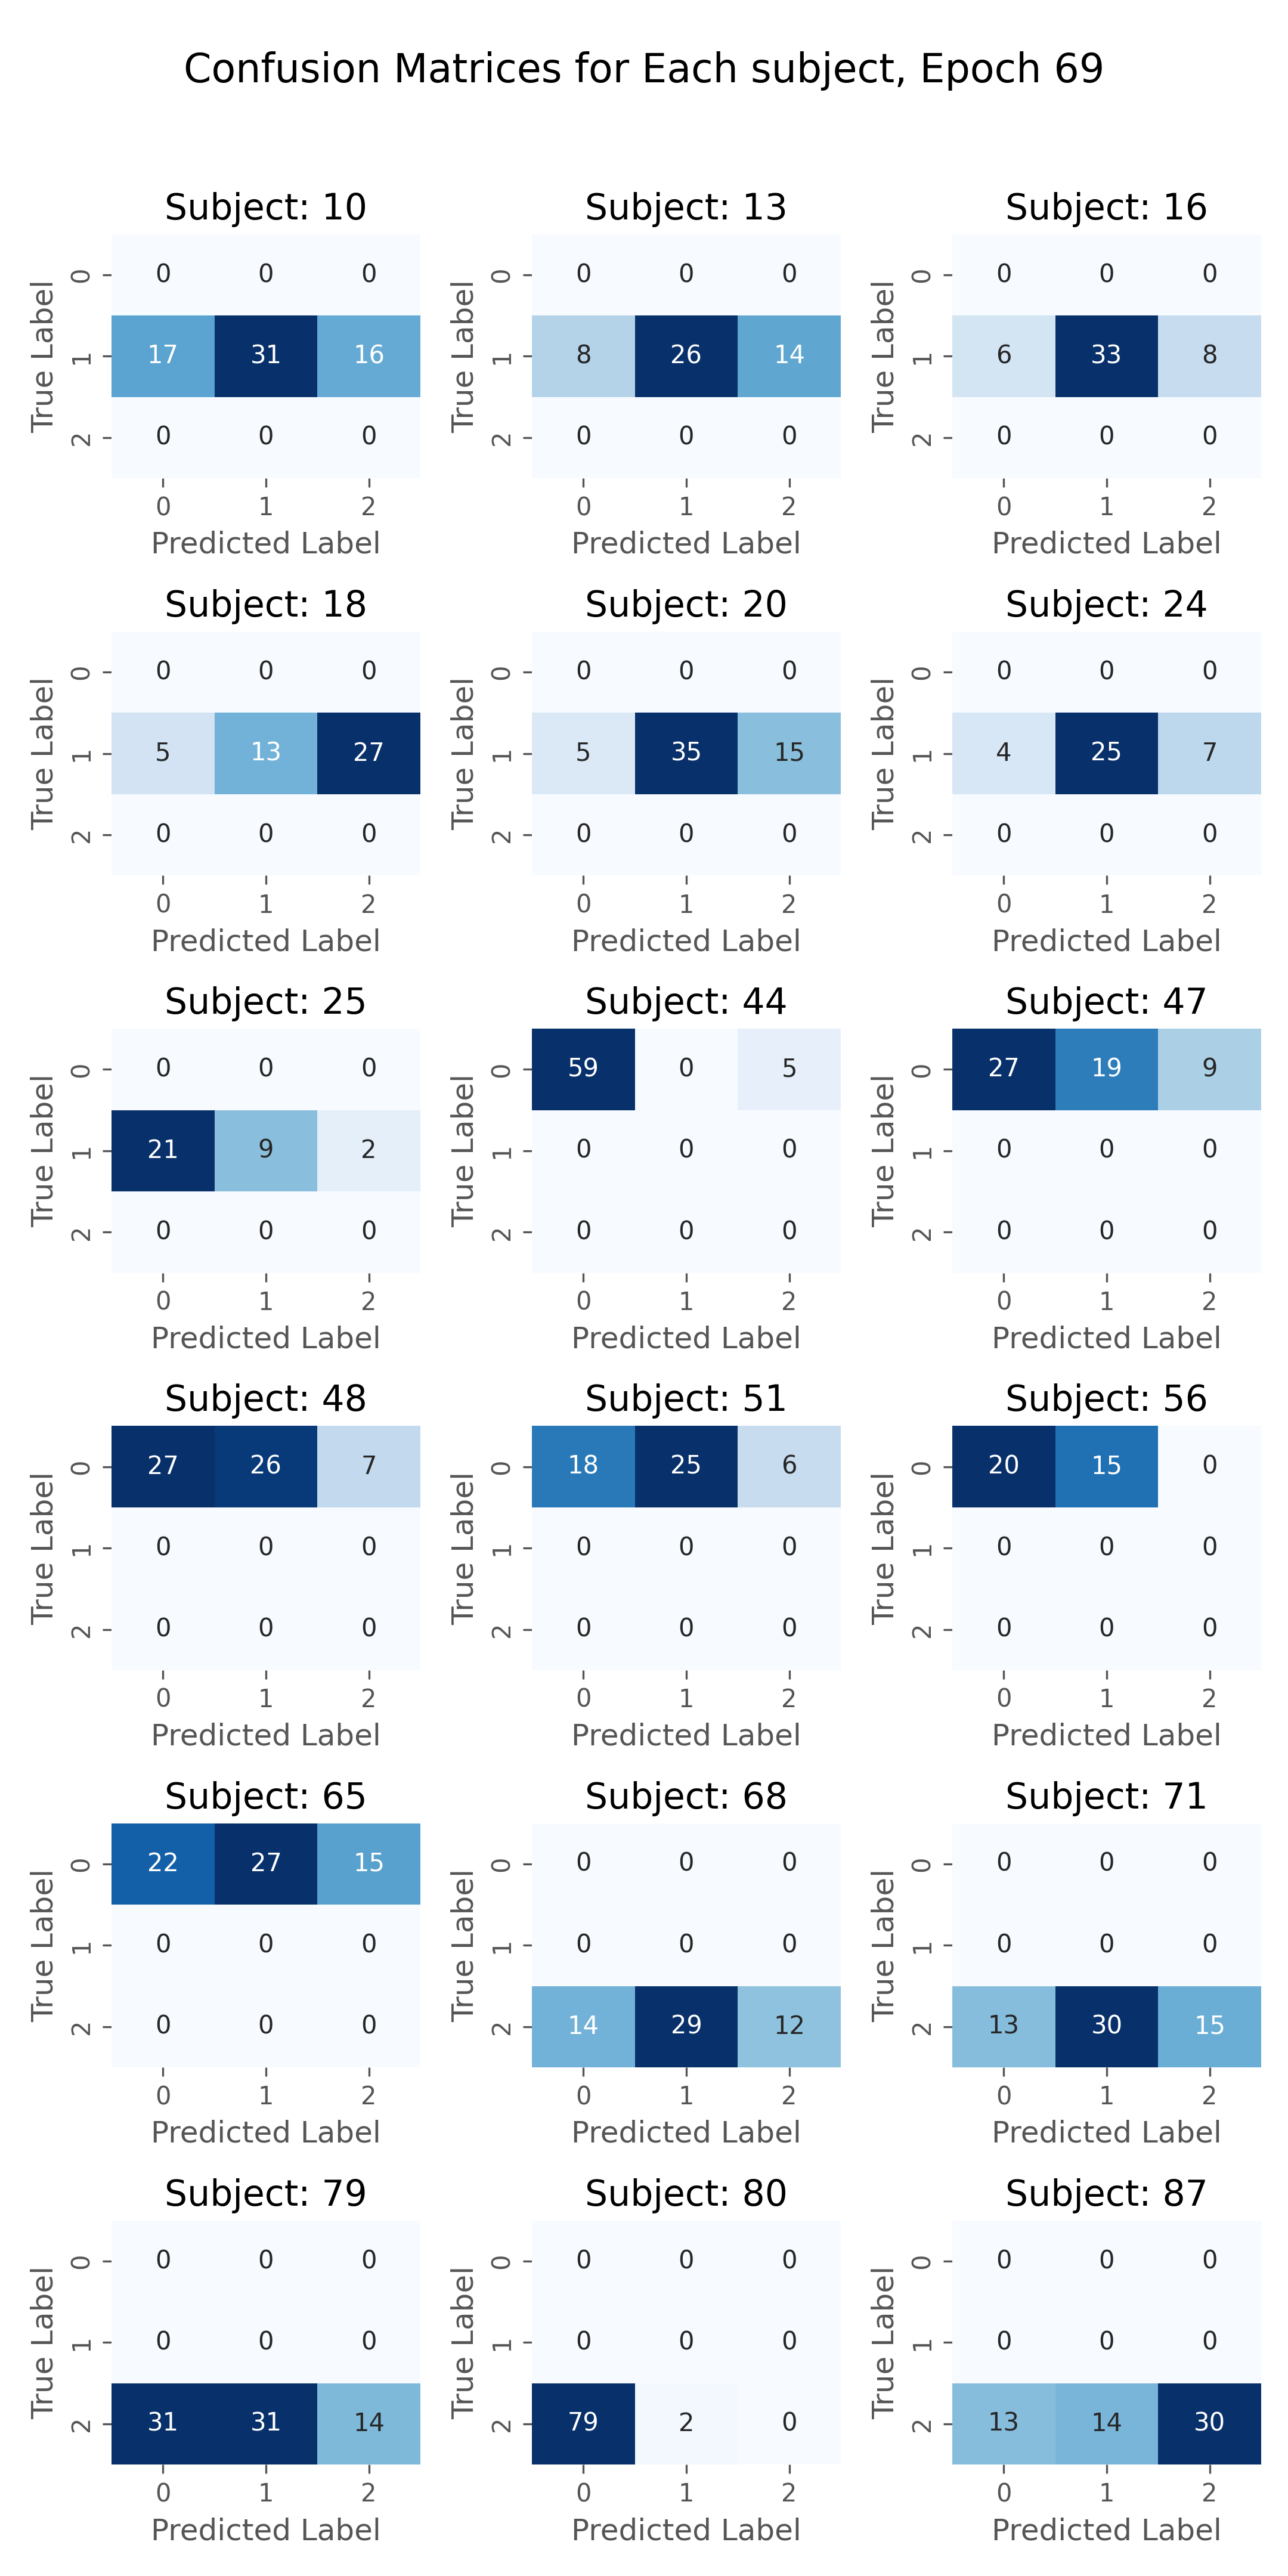 Confusion Matrices for Each subject, Epoch 69
Subject: 10 Subject: 13 Subject: 16
True Label 0 0 0 0 True Label 0 0 0 0 True Label 0 0 0 0
1 17 31 16 1 8 26 14 1 6 33 8
2 0 0 0 2 0 0 0 2 0 0 0
0 1 2 0 1 2 0 1 2
Predicted Label Predicted Label Predicted Label
Subject: 18 Subject: 20 Subject: 24
True Label 0 0 0 0 True Label 0 0 0 0 True Label 0 0 0 0
1 5 13 27 1 5 35 15 1 4 25 7
2 0 0 0 2 0 0 0 2 0 0 0
0 1 2 0 1 2 0 1 2
Predicted Label Predicted Label Predicted Label
Subject: 25 Subject: 44 Subject: 47
True Label 0 0 0 0 True Label 0 59 0 5 True Label 0 27 19 9
1 21 9 2 1 0 0 0 1 0 0 0
2 0 0 0 2 0 0 0 2 0 0 0
0 1 2 0 1 2 0 1 2
Predicted Label Predicted Label Predicted Label
Subject: 48 Subject: 51 Subject: 56
True Label 0 27 26 7 True Label 0 18 25 6 True Label 0 20 15 0
1 0 0 0 1 0 0 0 1 0 0 0
2 0 0 0 2 0 0 0 2 0 0 0
0 1 2 0 1 2 0 1 2
Predicted Label Predicted Label Predicted Label
Subject: 65 Subject: 68 Subject: 71
True Label 0 22 27 15 True Label 0 0 0 0 True Label 0 0 0 0
1 0 0 0 1 0 0 0 1 0 0 0
2 0 0 0 2 14 29 12 2 13 30 15
0 1 2 0 1 2 0 1 2
Predicted Label Predicted Label Predicted Label
Subject: 79 Subject: 80 Subject: 87
True Label 0 0 0 0 True Label 0 0 0 0 True Label 0 0 0 0
1 0 0 0 1 0 0 0 1 0 0 0
2 31 31 14 2 79 2 0 2 13 14 30
0 1 2 0 1 2 0 1 2
Predicted Label Predicted Label Predicted Label